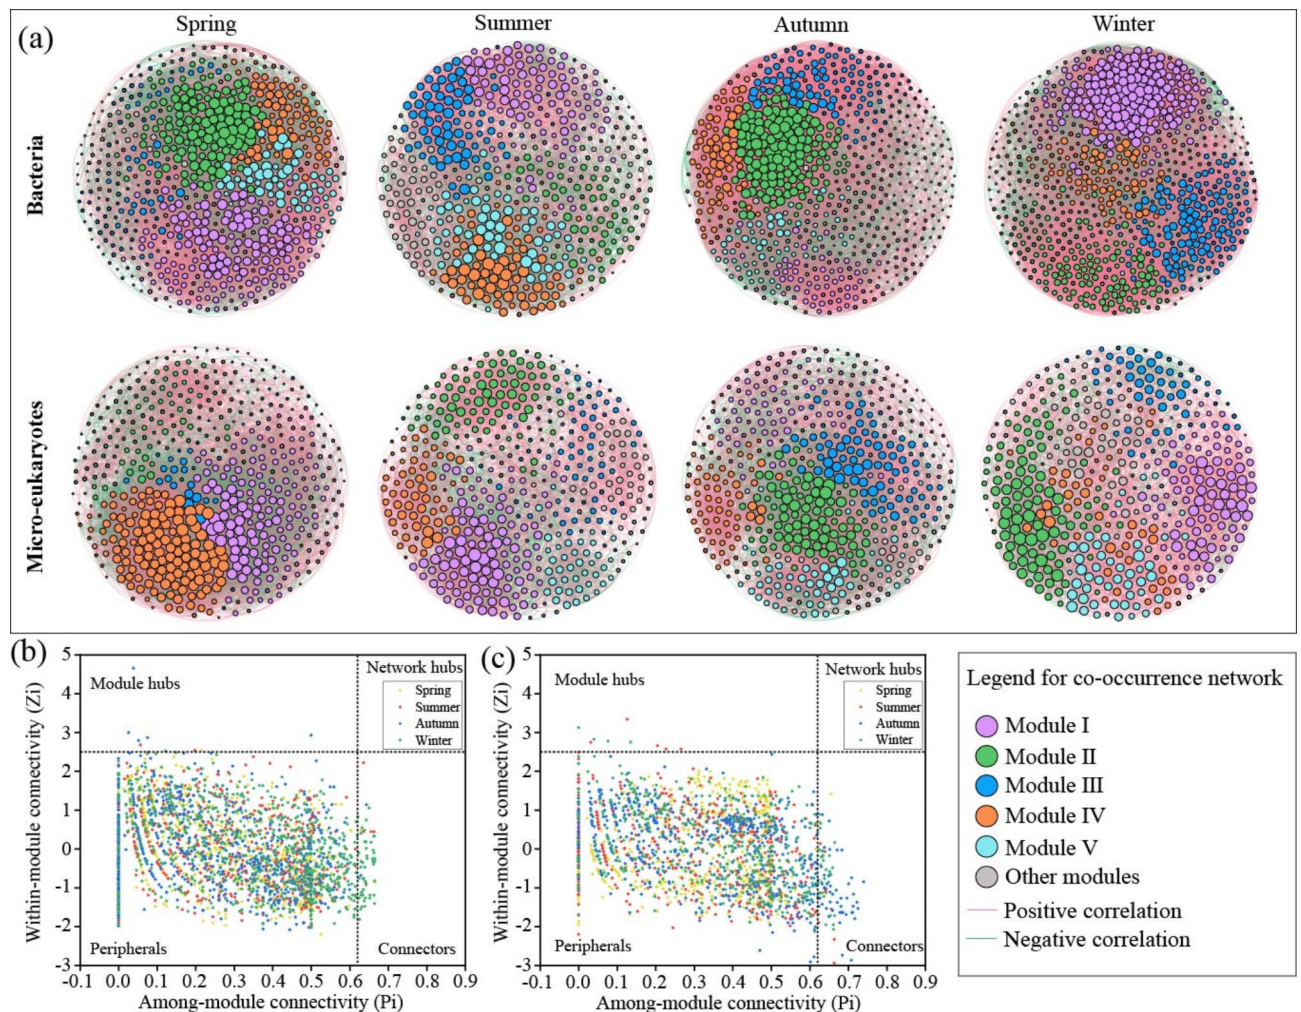 (a)
Spring Summer Autumn Winter
Bacteria
Micro-eukaryotes
(b)
Within-module connectivity (Zi)
5
4
3
2
1
0
-1
-2
-3
Module hubs
Network hubs
Spring
Summer
Autumn
Winter
Peripherals
Connectors
-0.1 0.0 0.1 0.2 0.3 0.4 0.5 0.6 0.7 0.8 0.9
Among-module connectivity (Pi)
(c)
Within-module connectivity (Zi)
5
4
3
2
1
0
-1
-2
-3
Module hubs
Network hubs
Spring
Summer
Autumn
Winter
Peripherals
Connectors
-0.1 0.0 0.1 0.2 0.3 0.4 0.5 0.6 0.7 0.8 0.9
Among-module connectivity (Pi)
Legend for co-occurrence network
Module I
Module II
Module III
Module IV
Module V
Other modules
Positive correlation
Negative correlation